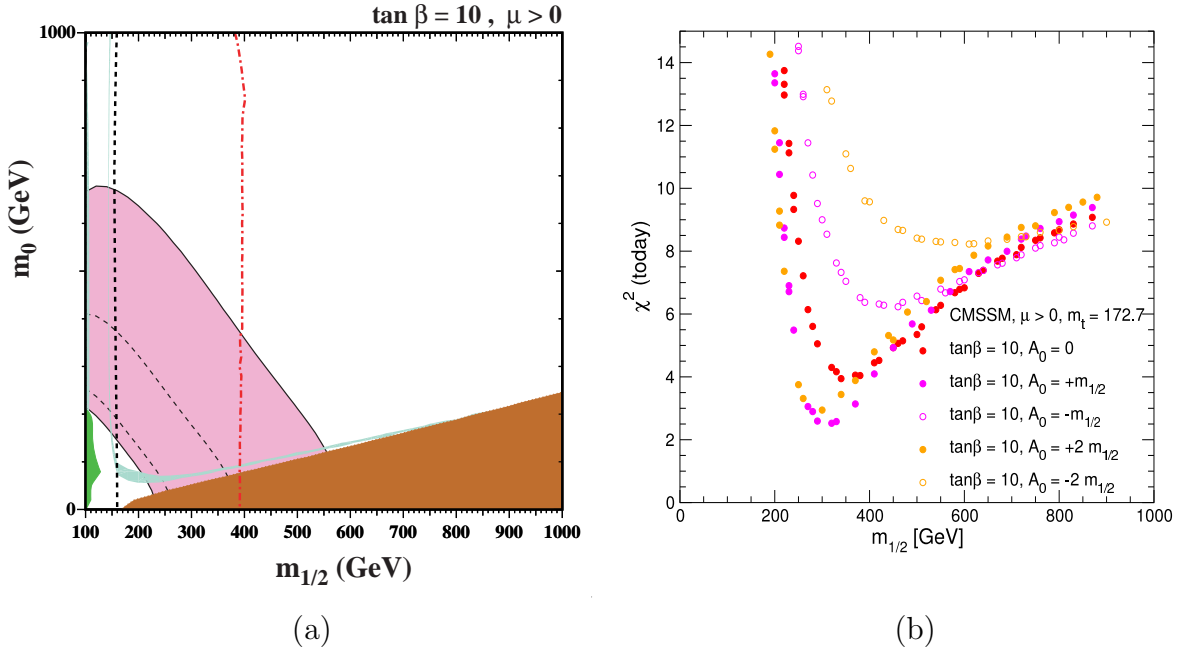 tan β = 10 , μ > 0
1000
m0 (GeV)
0
100 200 300 400 500 600 700 800 900 1000
m1/2 (GeV)
(a)
14
12
10
8
6
4
2
0
χ2 (today)
CMSSM, μ > 0, mt = 172.7
tanβ = 10, A0 = 0
tanβ = 10, A0 = +m1/2
tanβ = 10, A0 = -m1/2
tanβ = 10, A0 = +2 m1/2
tanβ = 10, A0 = -2 m1/2
0 200 400 600 800 1000
m1/2 [GeV]
(b)